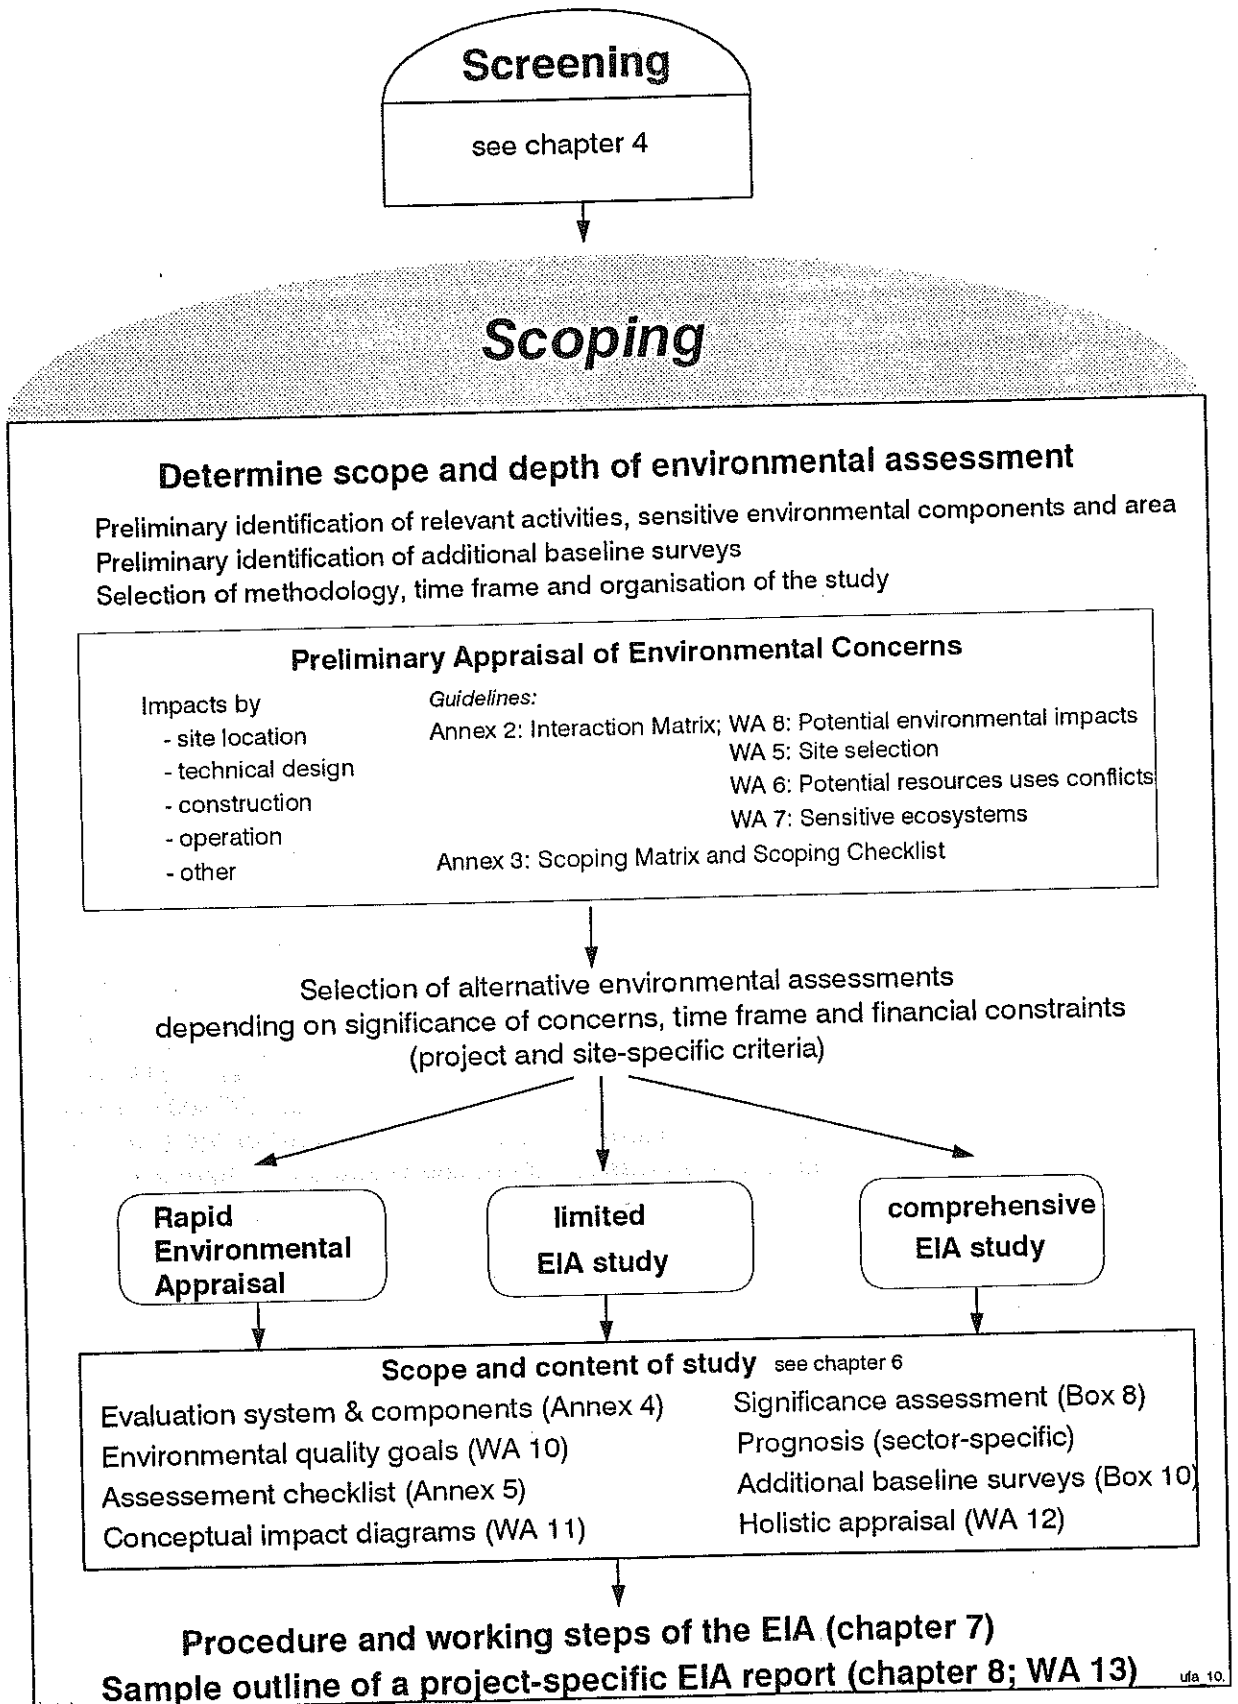 Screening
see chapter 4
Scoping
Determine scope and depth of environmental assessment
Preliminary identification of relevant activities, sensitive environmental components and area
Preliminary identification of additional baseline surveys
Selection of methodology, time frame and organisation of the study
Preliminary Appraisal of Environmental Concerns
Impacts by
- site location
- technical design
- construction
- operation
- other
Guidelines:
Annex 2: Interaction Matrix; WA 8: Potential environmental impacts
WA 5: Site selection
WA 6: Potential resources uses conflicts
WA 7: Sensitive ecosystems
Annex 3: Scoping Matrix and Scoping Checklist
Selection of alternative environmental assessments
depending on significance of concerns, time frame and financial constraints
(project and site-specific criteria)
Rapid
Environmental
Appraisal
limited
EIA study
comprehensive
EIA study
Scope and content of study see chapter 6
Evaluation system & components (Annex 4)
Environmental quality goals (WA 10)
Assessement checklist (Annex 5)
Conceptual impact diagrams (WA 11)
Significance assessment (Box 8)
Prognosis (sector-specific)
Additional baseline surveys (Box 10)
Holistic appraisal (WA 12)
Procedure and working steps of the EIA (chapter 7)
Sample outline of a project-specific EIA report (chapter 8; WA 13)